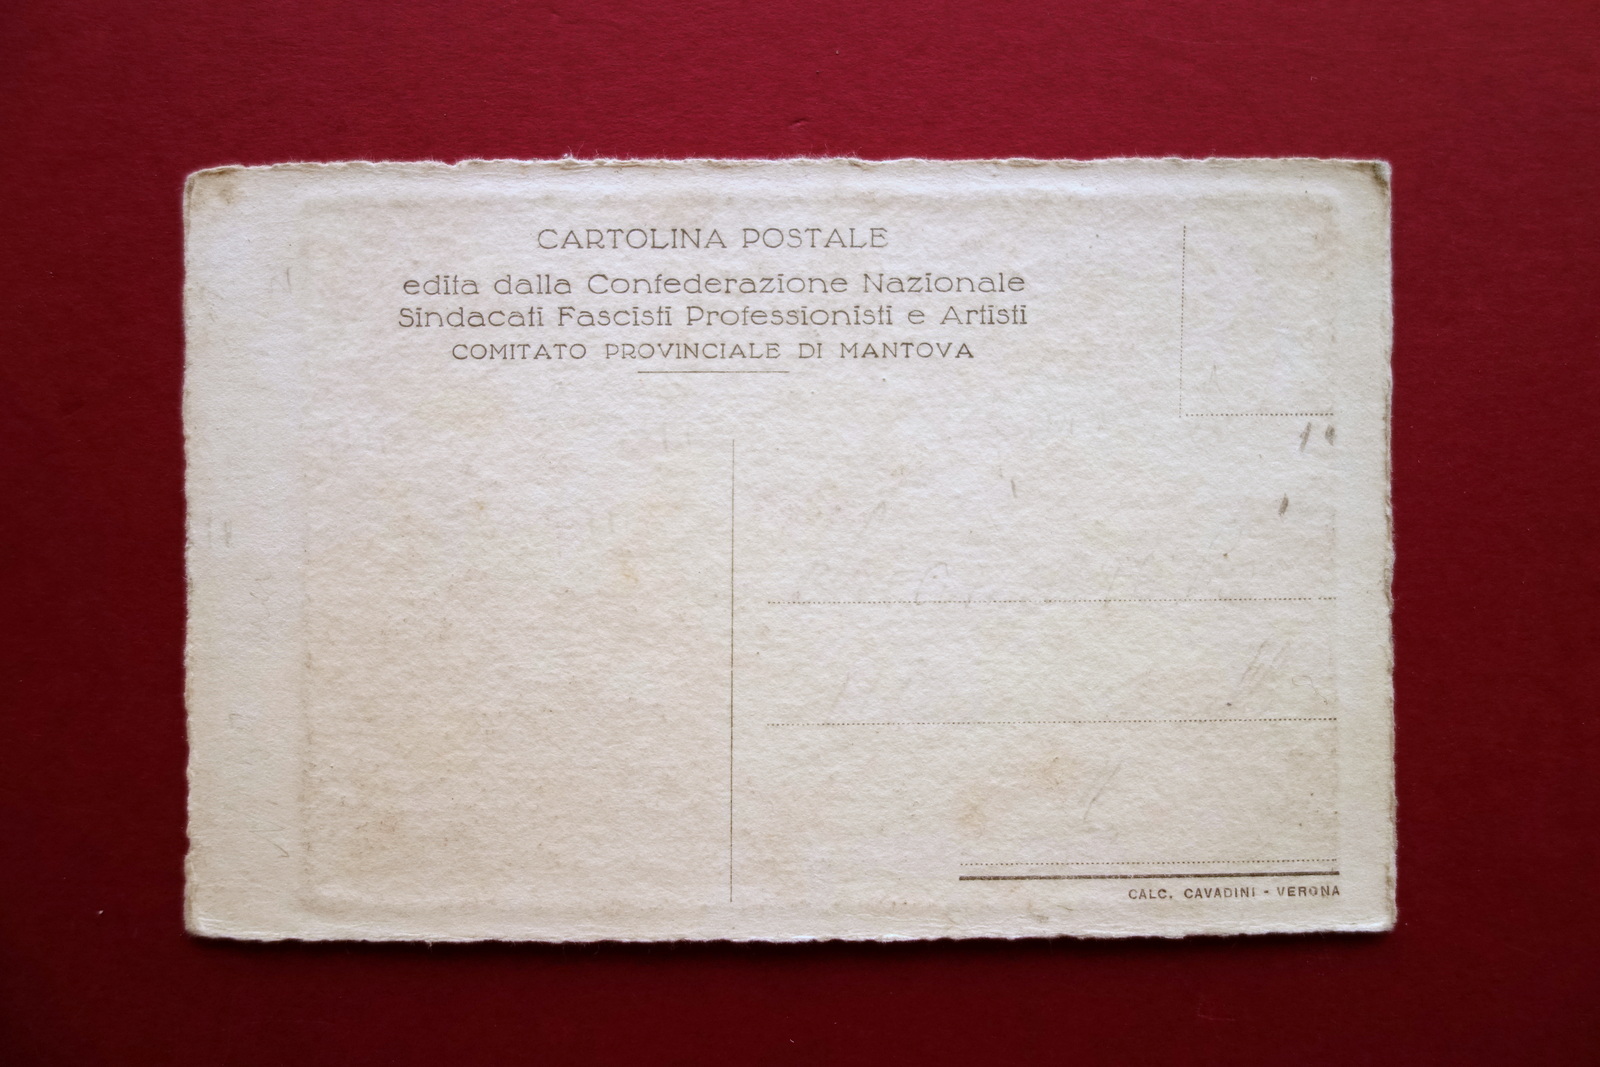 CARTOLINA POSTALE
edita dalla Confederazione Nazionale
Sindacati Fascisti Professionisti e Artisti
COMITATO PROVINCIALE DI MANTOVA
CALC. CAVADINI - VERONA